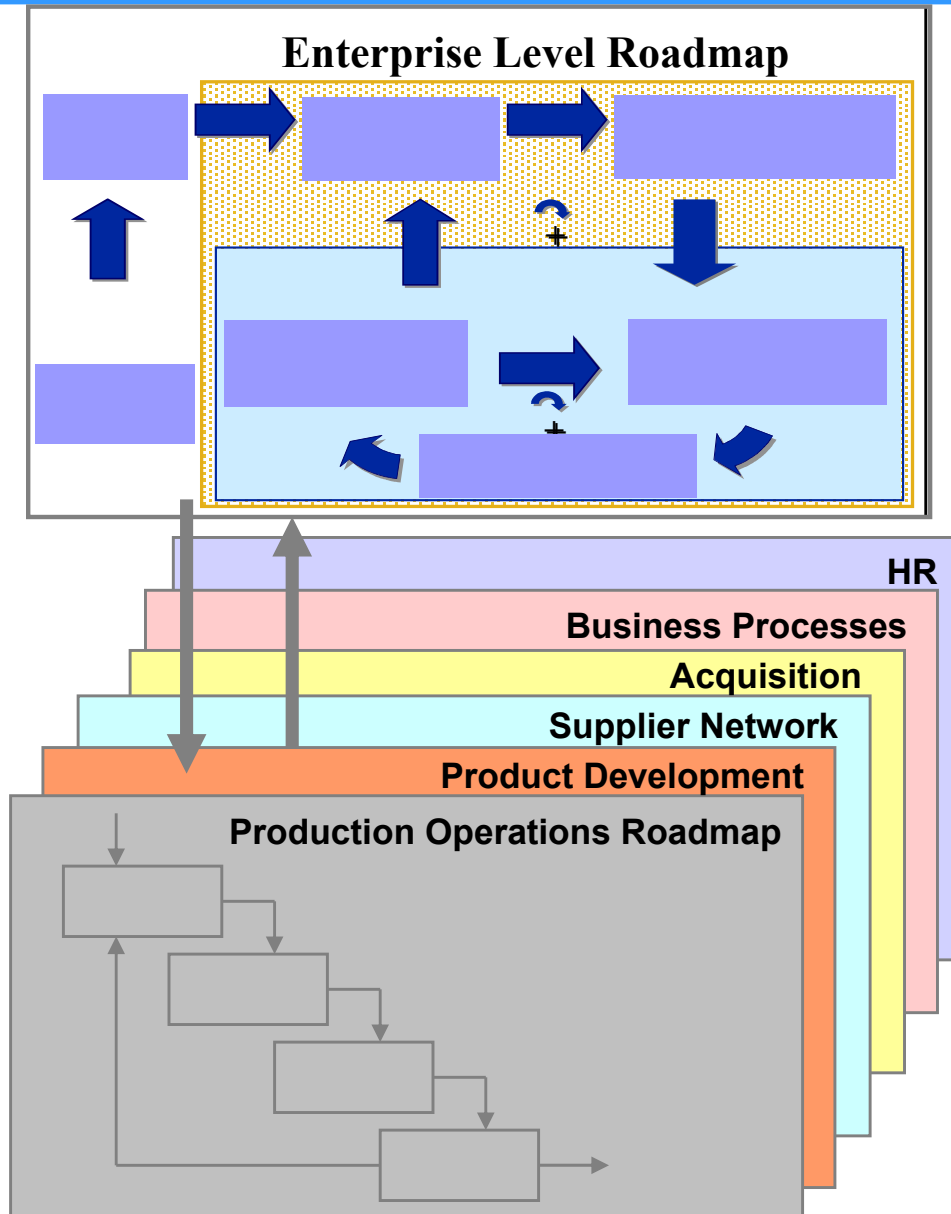 Enterprise Level Roadmap
HR
Business Processes
Acquisition
Supplier Network
Product Development
Production Operations Roadmap